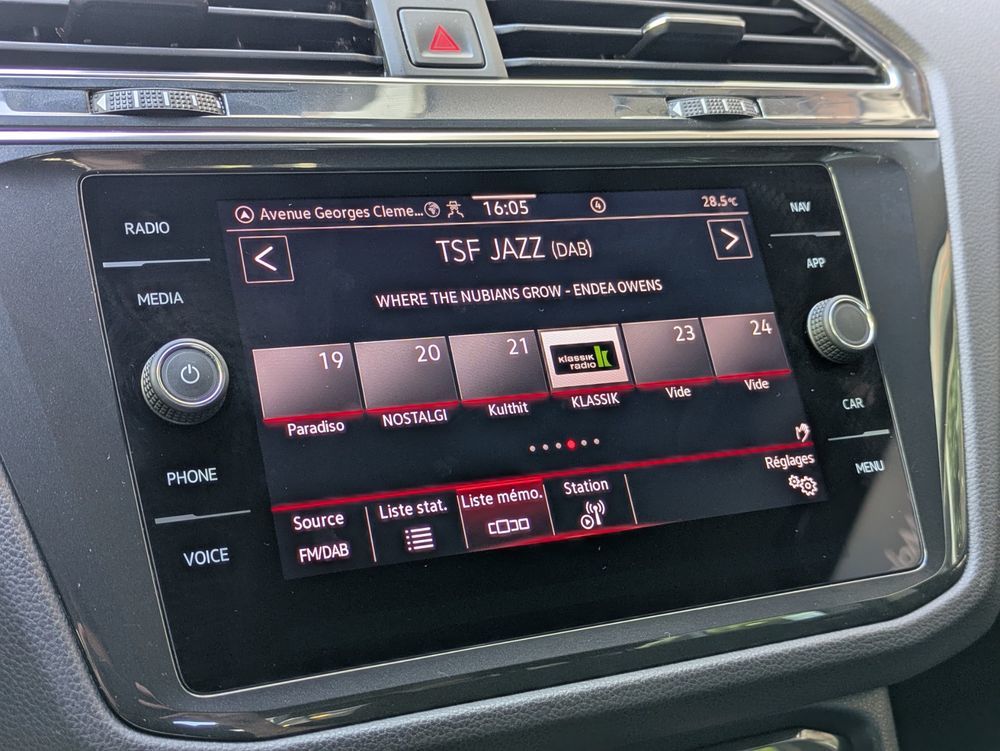 RADIO
MEDIA
PHONE
VOICE
Avenue Georges Cleme... 16:05 4 28.5°C
< TSF JAZZ (DAB) >
WHERE THE NUBIANS GROW - ENDEA OWENS
19 20 21 23 24
Klassik
radio
Paradiso NOSTALGI Kulthit KLASSIK Vide Vide
Source Liste stat. Liste mémo. Station Réglages
FM/DAB
NAV
APP
CAR
MENU